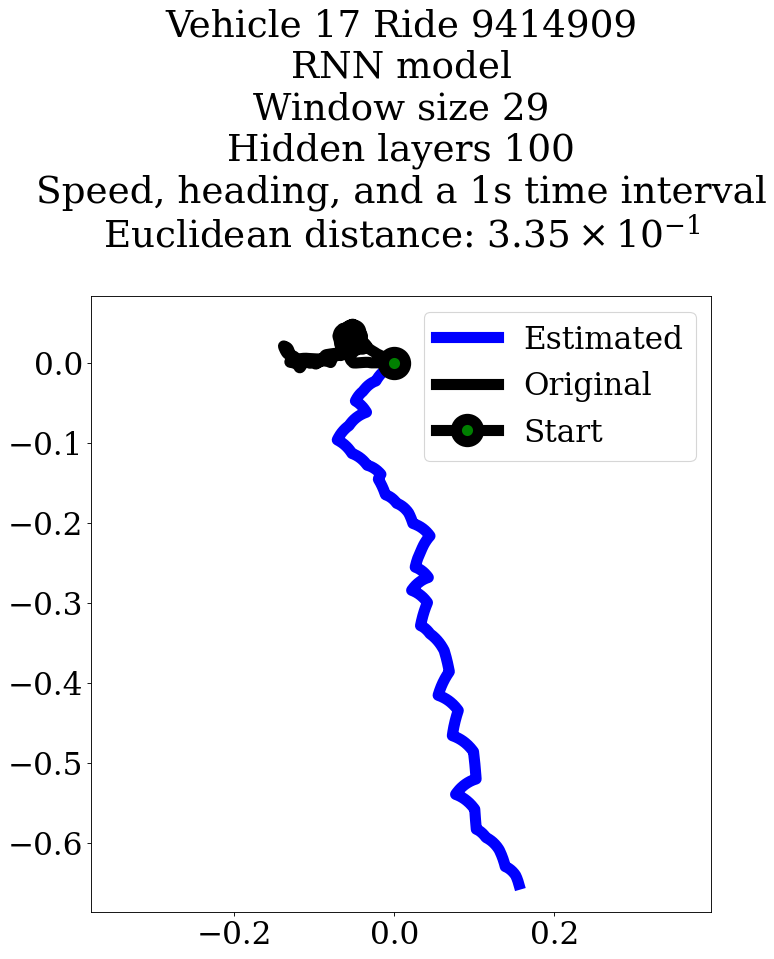 Vehicle 17 Ride 9414909
RNN model
Window size 29
Hidden layers 100
Speed, heading, and a 1s time interval
Euclidean distance: 3.35 × 10⁻¹
Estimated
Original
Start
0.0
−0.1
−0.2
−0.3
−0.4
−0.5
−0.6
−0.2 0.0 0.2